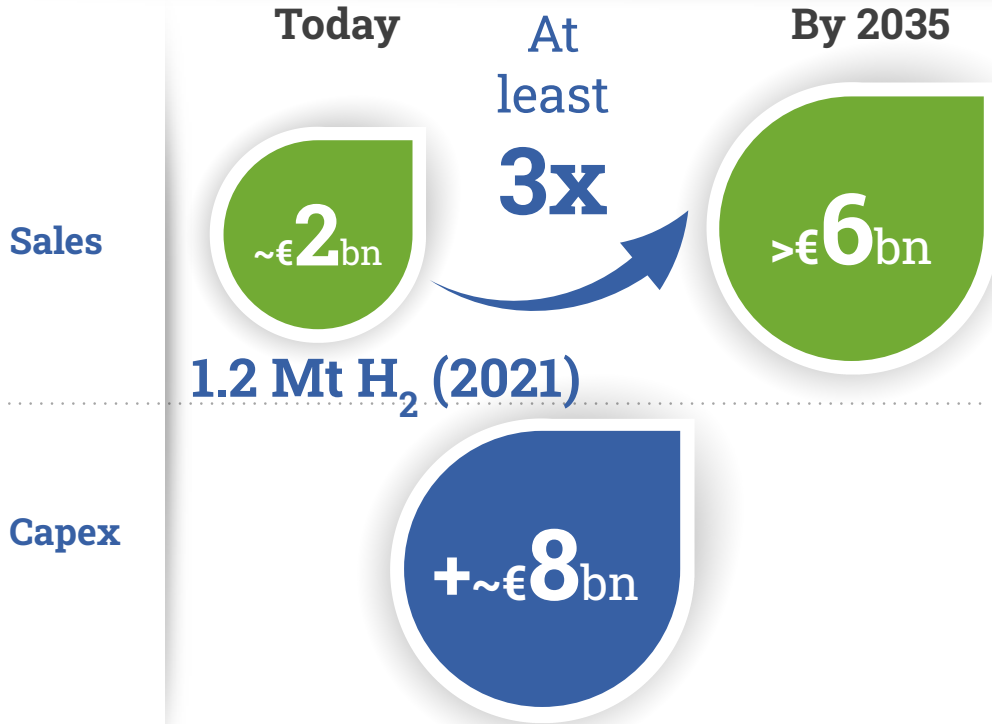 Today
At
least
3x
By 2035
Sales
~€2bn
>€6bn
1.2 Mt H₂ (2021)
Capex
+~€8bn